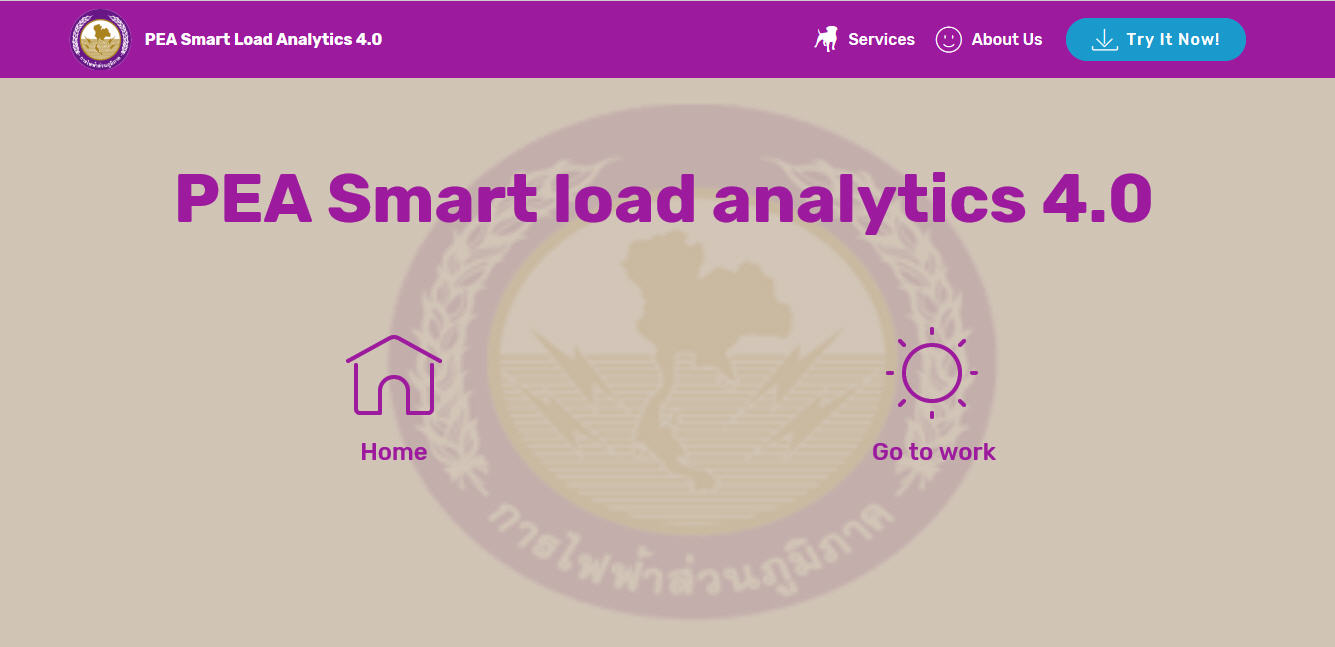 PEA Smart Load Analytics 4.0
Services
About Us
Try It Now!
PEA Smart load analytics 4.0
Home
Go to work
การไฟฟ้าส่วนภูมิภาค